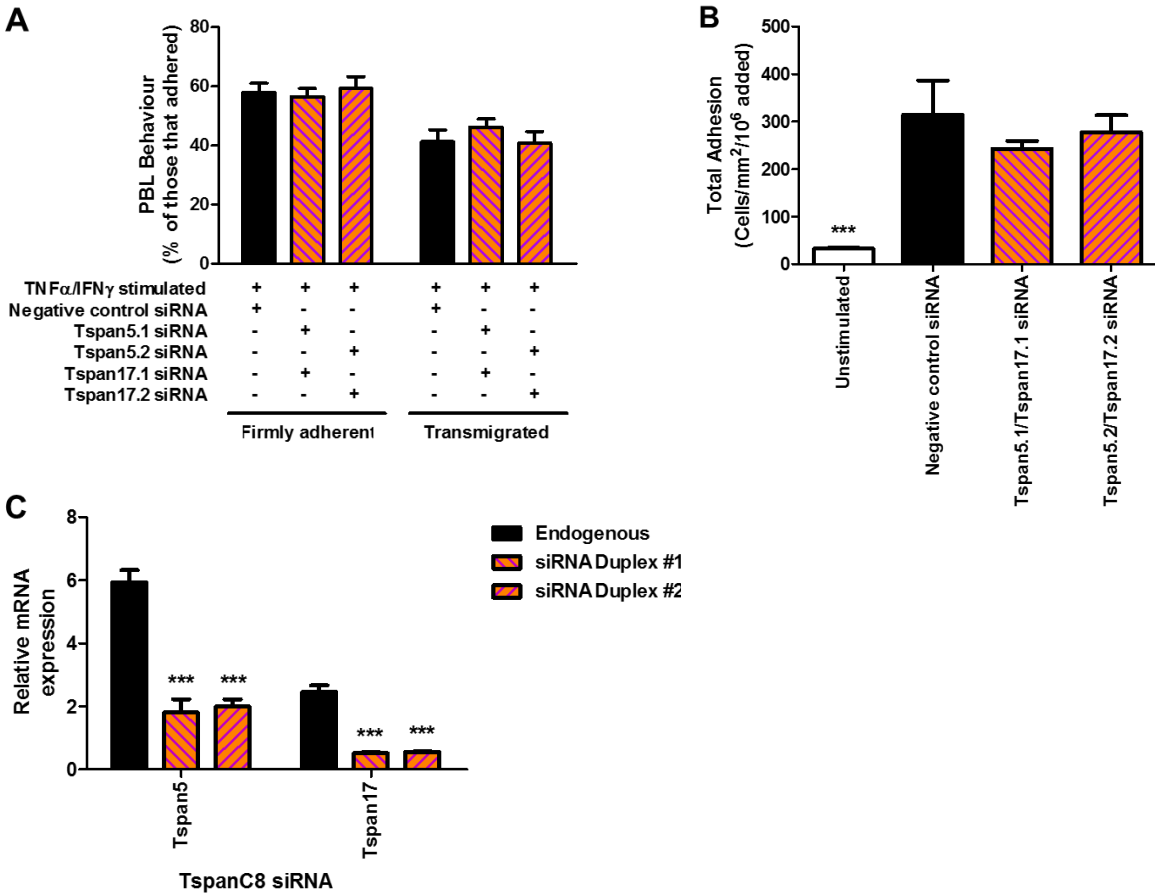 A
80
60
40
20
0
PBL Behaviour
(% of those that adhered)
TNFα/IFNγ stimulated + + + + + +
Negative control siRNA + - - + - -
Tspan5.1 siRNA - + - - + -
Tspan5.2 siRNA - - + - - +
Tspan17.1 siRNA - + - - + -
Tspan17.2 siRNA - - + - - +
Firmly adherent Transmigrated
B
500
400
300
200
100
0
Total Adhesion
(Cells/mm²/10⁶ added)
***
Unstimulated
Negative control siRNA
Tspan5.1/Tspan17.1 siRNA
Tspan5.2/Tspan17.2 siRNA
C
8
6
4
2
0
Relative mRNA
expression
*** ***
*** ***
Tspan5
Tspan17
TspanC8 siRNA
Endogenous
siRNA Duplex #1
siRNA Duplex #2